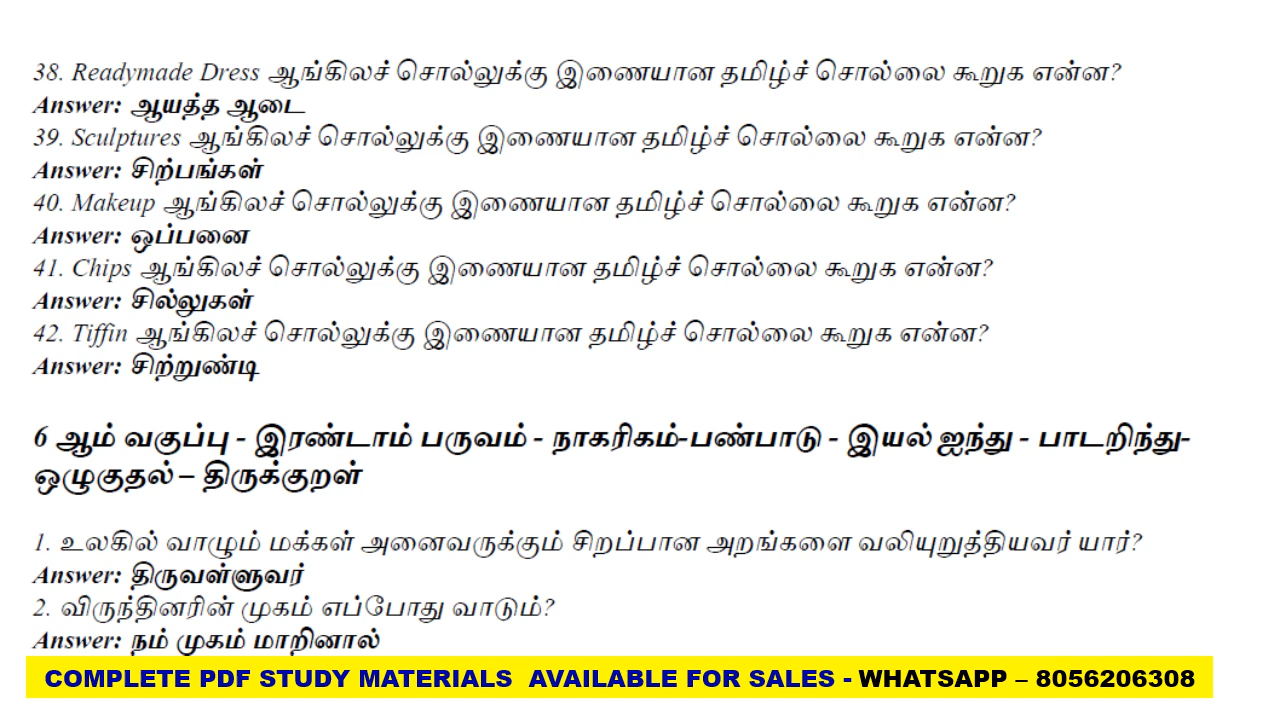 38. Readymade Dress ஆங்கிலச் சொல்லுக்கு இணையான தமிழ்ச் சொல்லை கூறுக என்ன?
Answer: ஆயத்த ஆடை
39. Sculptures ஆங்கிலச் சொல்லுக்கு இணையான தமிழ்ச் சொல்லை கூறுக என்ன?
Answer: சிற்பங்கள்
40. Makeup ஆங்கிலச் சொல்லுக்கு இணையான தமிழ்ச் சொல்லை கூறுக என்ன?
Answer: ஒப்பனை
41. Chips ஆங்கிலச் சொல்லுக்கு இணையான தமிழ்ச் சொல்லை கூறுக என்ன?
Answer: சில்லுகள்
42. Tiffin ஆங்கிலச் சொல்லுக்கு இணையான தமிழ்ச் சொல்லை கூறுக என்ன?
Answer: சிற்றுண்டி
6 ஆம் வகுப்பு - இரண்டாம் பருவம் - நாகரிகம்-பண்பாடு - இயல் ஐந்து - பாடறிந்து-
ஒழுகுதல் – திருக்குறள்
1. உலகில் வாழும் மக்கள் அனைவருக்கும் சிறப்பான அறங்களை வலியுறுத்தியவர் யார்?
Answer: திருவள்ளுவர்
2. விருந்தினரின் முகம் எப்போது வாடும்?
Answer: நம் முகம் மாறினால்
COMPLETE PDF STUDY MATERIALS AVAILABLE FOR SALES - WHATSAPP – 8056206308